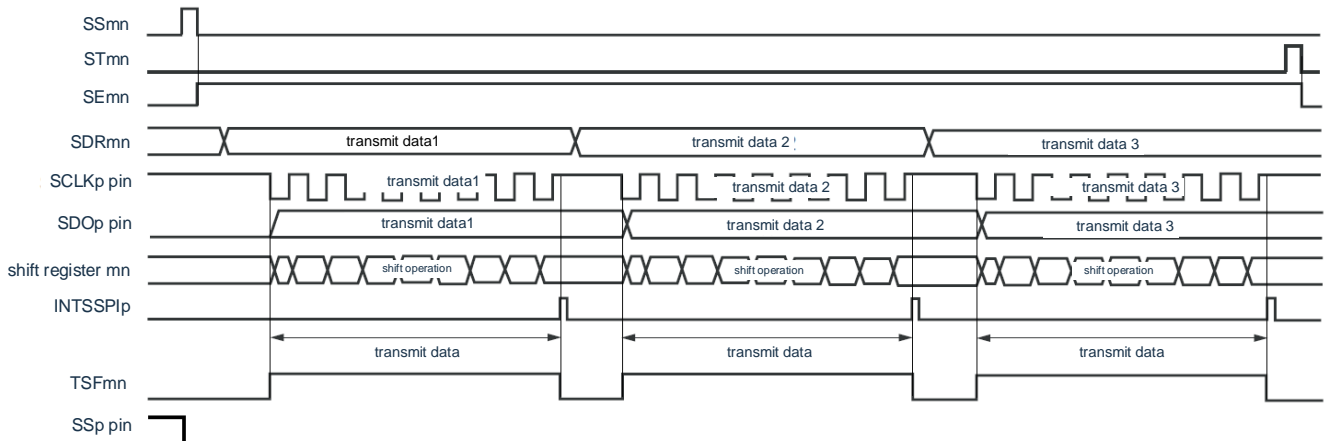 SSmn
STmn
SEmn
SDRmn transmit data1 transmit data 2 transmit data 3
SCLKp pin transmit data1 transmit data 2 transmit data 3
SDOp pin transmit data1 transmit data 2 transmit data 3
shift register mn shift operation shift operation shift operation
INTSSPIp
transmit data transmit data transmit data
TSFmn
SSp pin